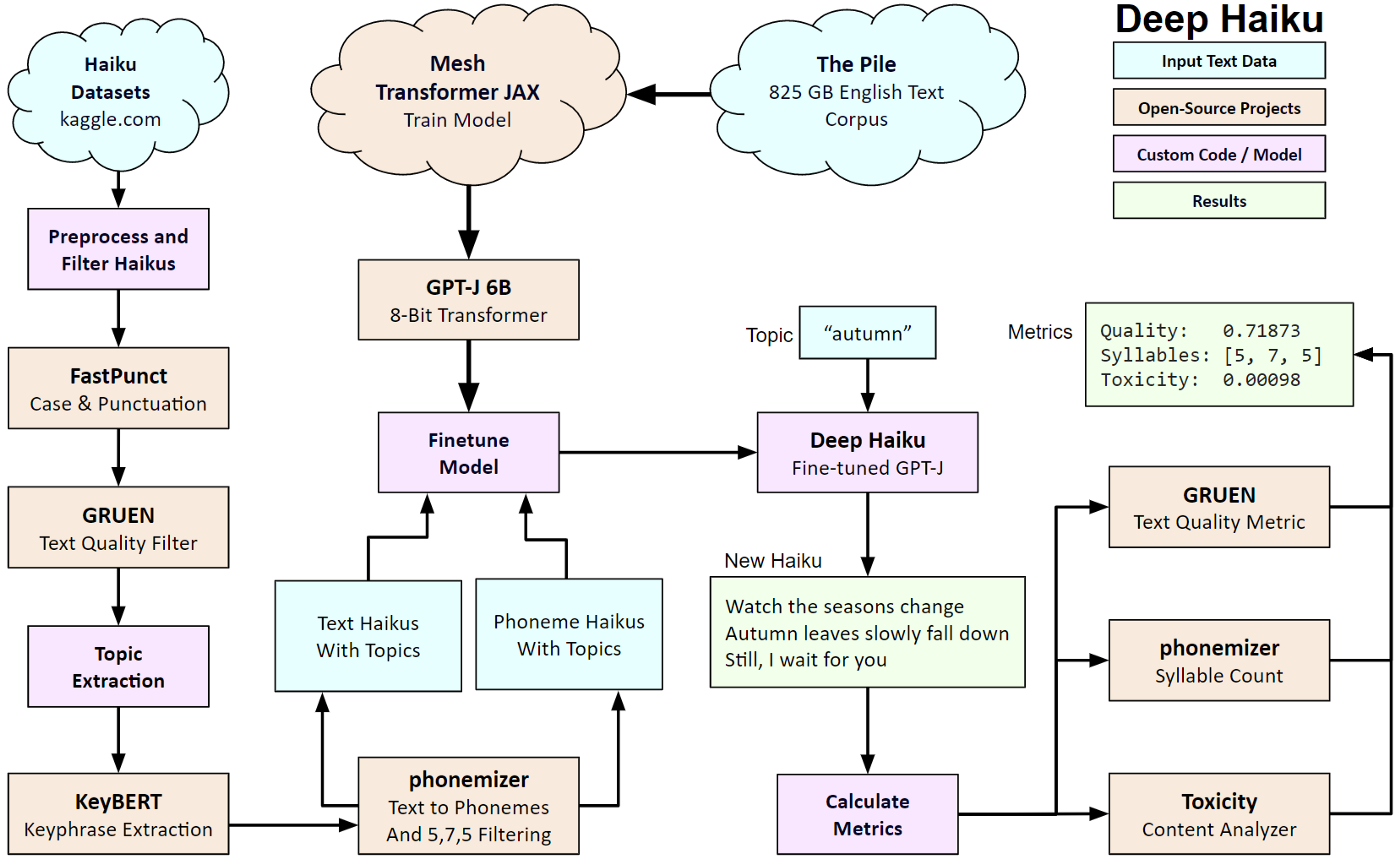 Deep Haiku
Input Text Data
Open-Source Projects
Custom Code / Model
Results
Haiku
Datasets
kaggle.com
Preprocess and
Filter Haikus
FastPunct
Case & Punctuation
GRUEN
Text Quality Filter
Topic
Extraction
KeyBERT
Keyphrase Extraction
Mesh
Transformer JAX
Train Model
The Pile
825 GB English Text
Corpus
GPT-J 6B
8-Bit Transformer
Finetune
Model
Text Haikus
With Topics
Phoneme Haikus
With Topics
phonemizer
Text to Phonemes
And 5,7,5 Filtering
Topic
“autumn”
Deep Haiku
Fine-tuned GPT-J
New Haiku
Watch the seasons change
Autumn leaves slowly fall down
Still, I wait for you
Calculate
Metrics
Metrics
Quality: 0.71873
Syllables: [5, 7, 5]
Toxicity: 0.00098
GRUEN
Text Quality Metric
phonemizer
Syllable Count
Toxicity
Content Analyzer